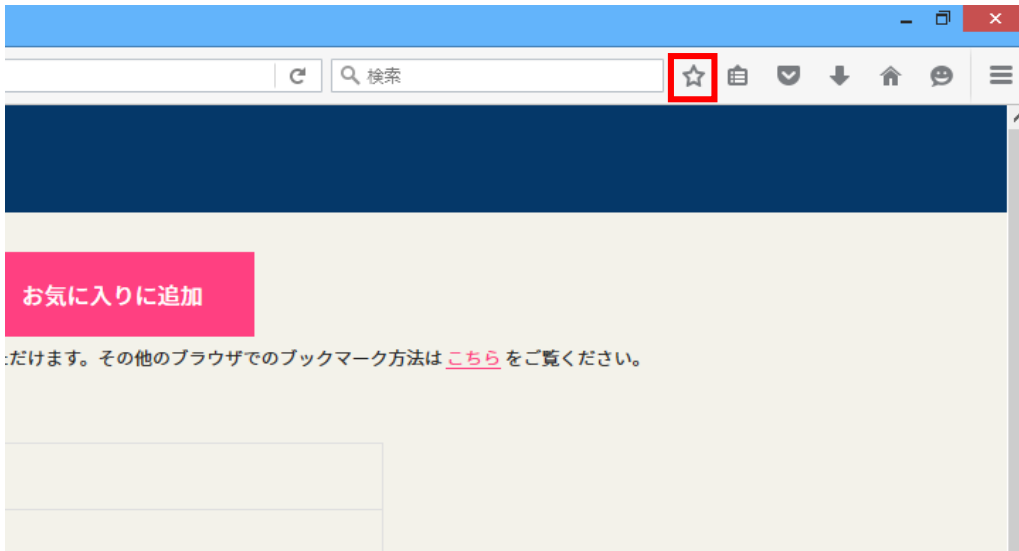 検索
お気に入りに追加
ただけます。その他のブラウザでのブックマーク方法は こちら をご覧ください。